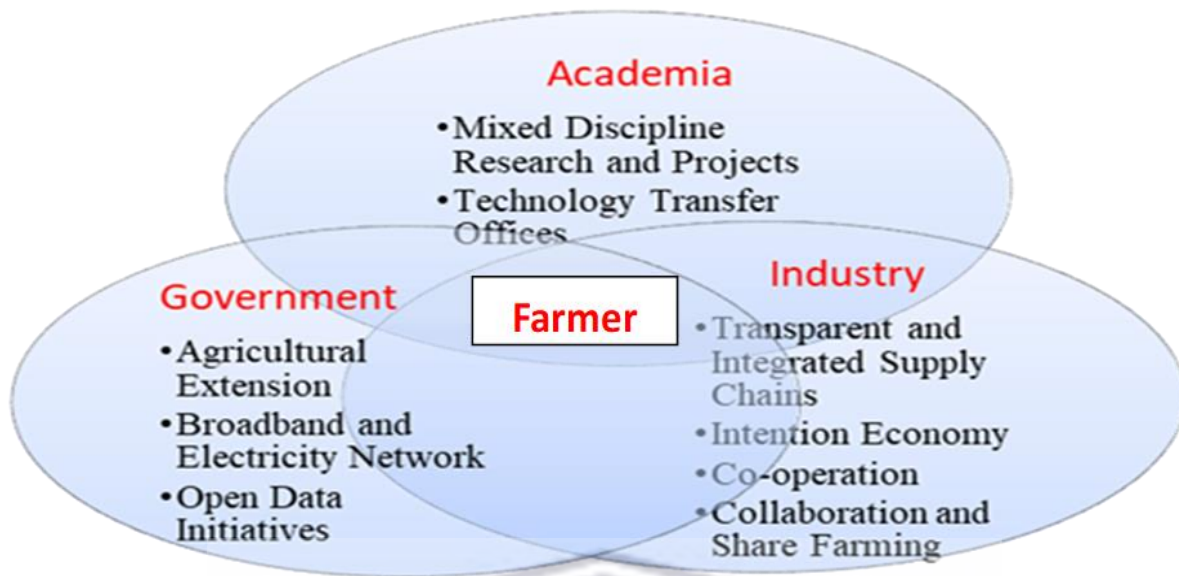 Academia
•Mixed Discipline
Research and Projects
•Technology Transfer
Offices
Government
•Agricultural
Extension
•Broadband and
Electricity Network
•Open Data
Initiatives
Farmer
Industry
•Transparent and
Integrated Supply
Chains
•Intention Economy
•Co-operation
•Collaboration and
Share Farming